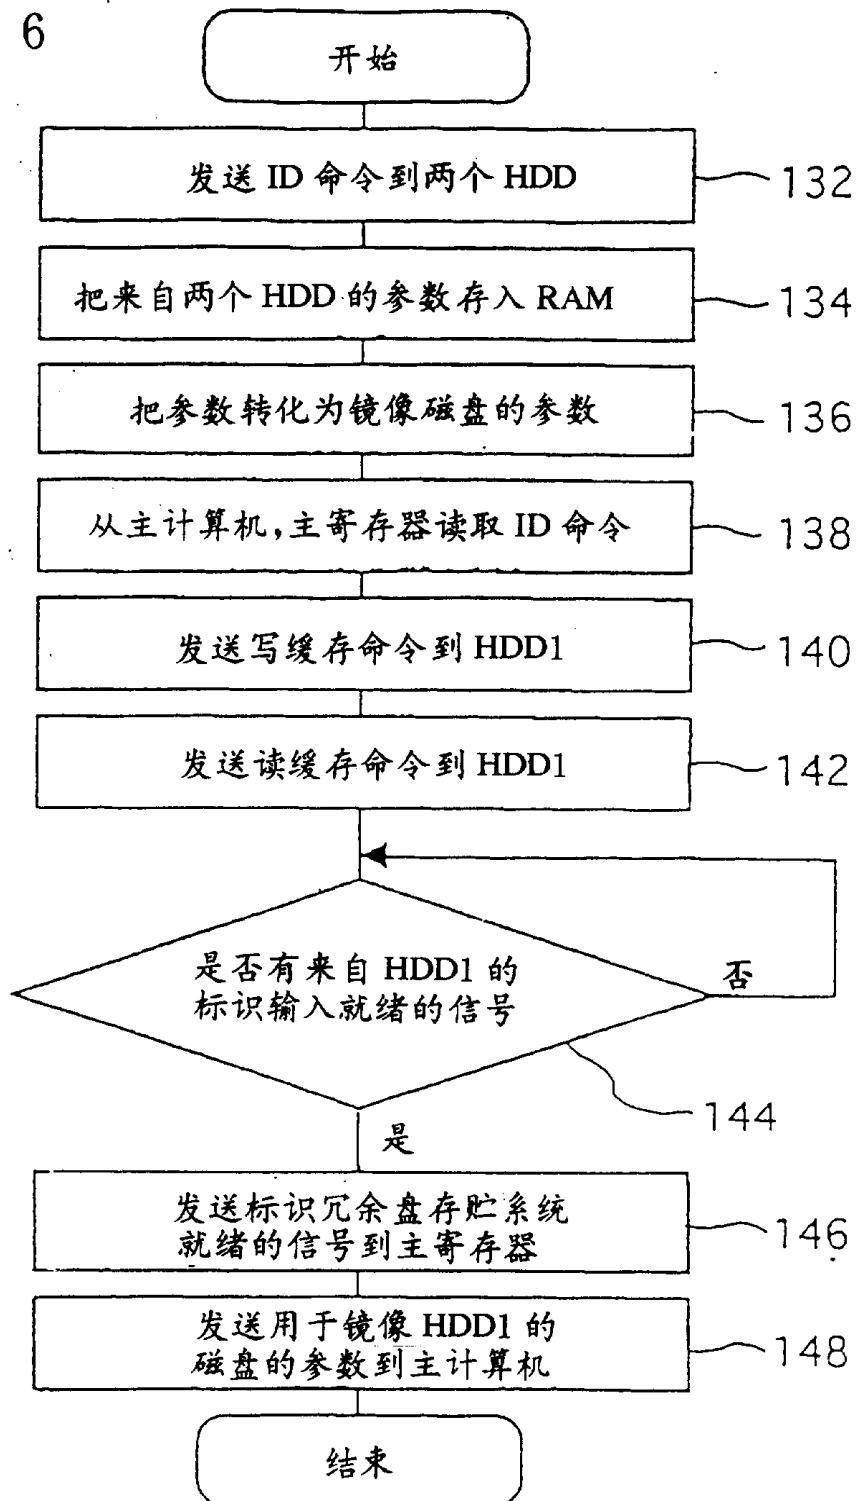 6
开始
发送 ID 命令到两个 HDD
132
把来自两个 HDD 的参数存入 RAM
134
把参数转化为镜像磁盘的参数
136
从主计算机,主寄存器读取 ID 命令
138
发送写缓存命令到 HDD1
140
发送读缓存命令到 HDD1
142
是否有来自 HDD1 的
标识输入就绪的信号
否
144
是
发送标识冗余盘存贮系统
就绪的信号到主寄存器
146
发送用于镜像 HDD1 的
磁盘的参数到主计算机
148
结束